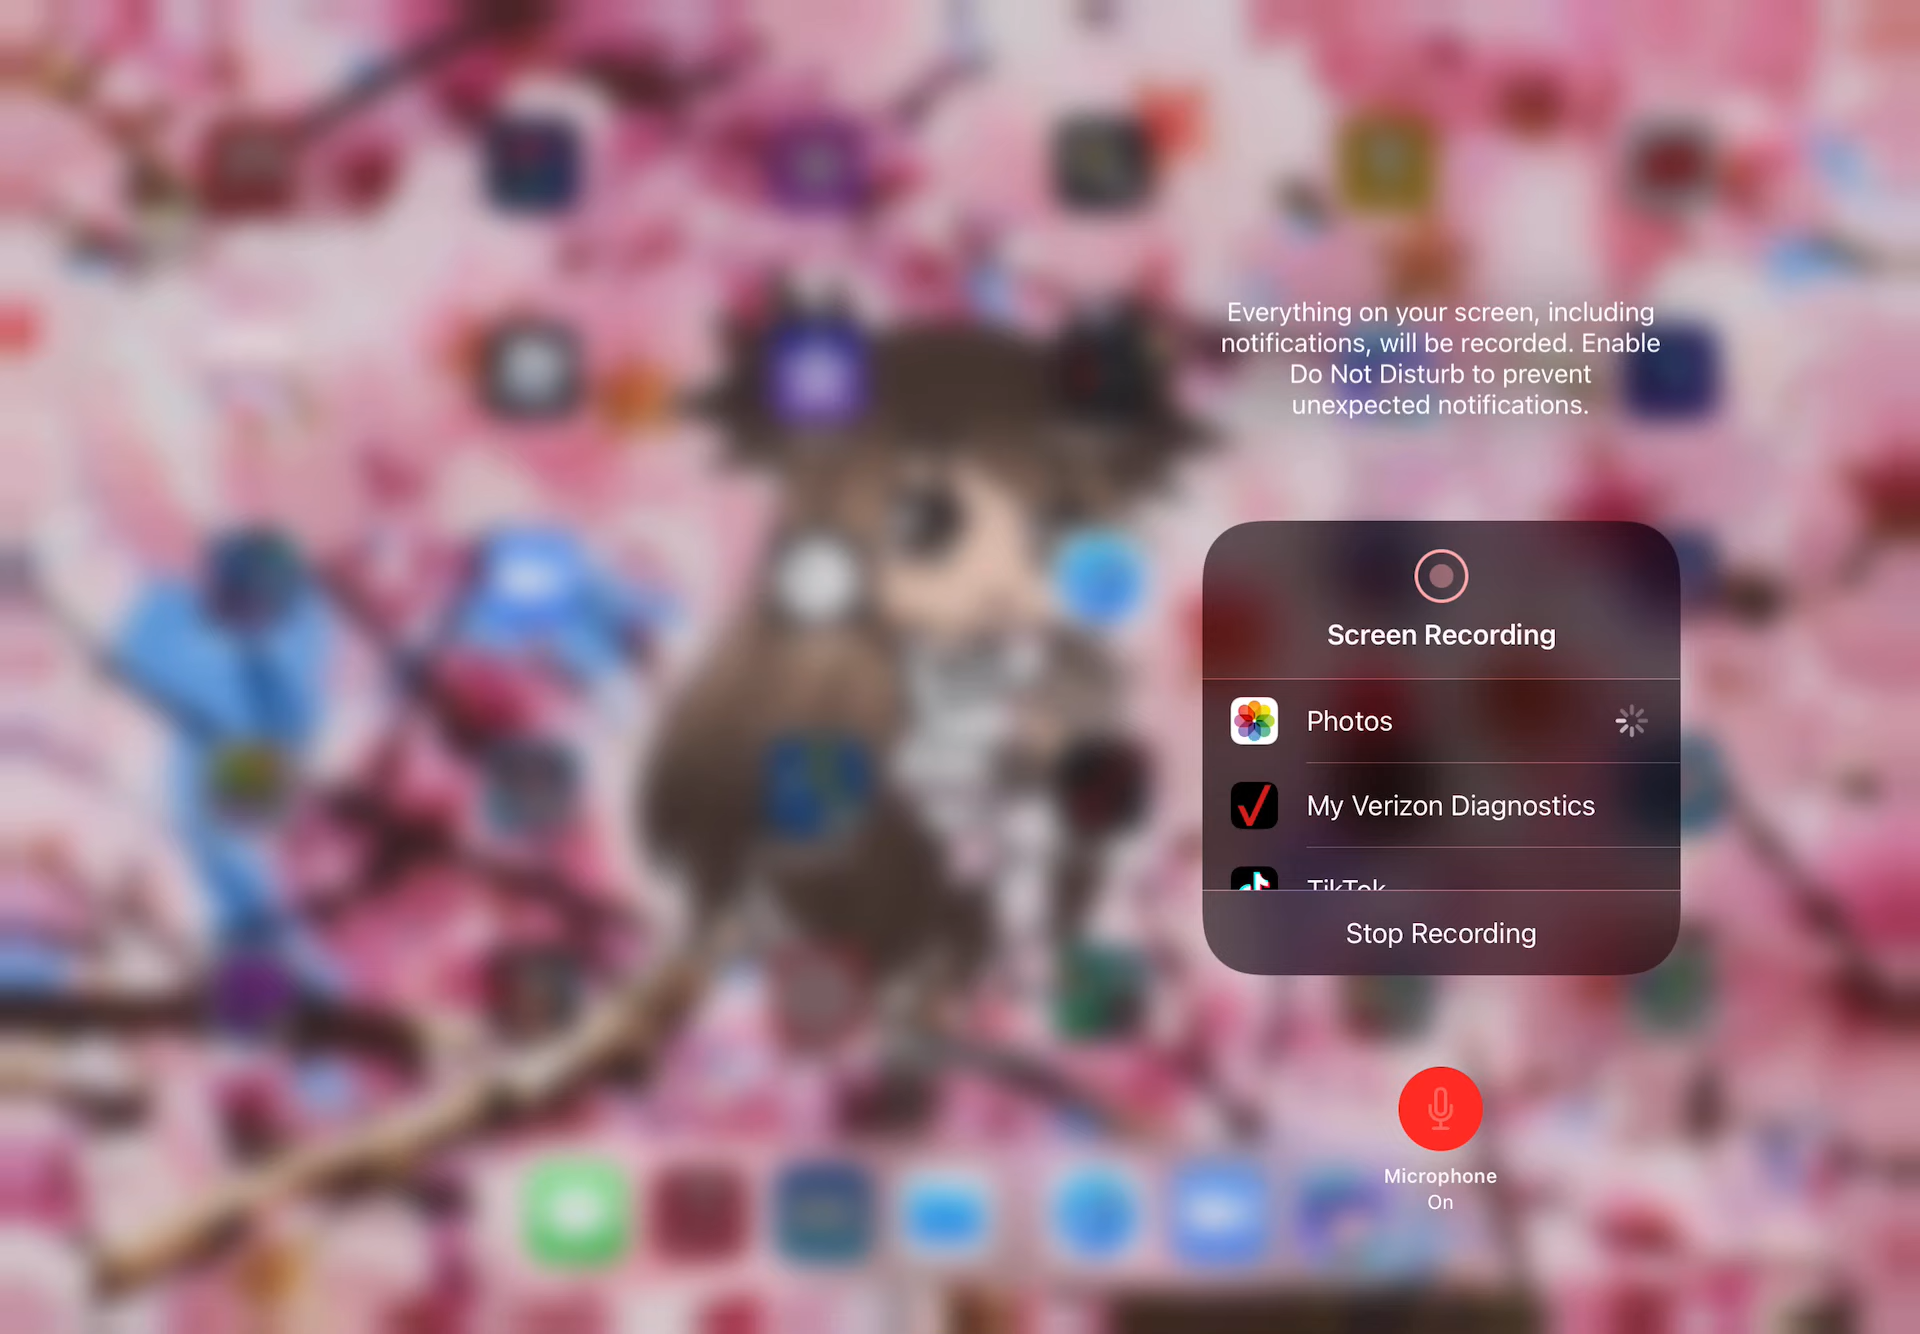 Everything on your screen, including
notifications, will be recorded. Enable
Do Not Disturb to prevent
unexpected notifications.
Screen Recording
Photos
My Verizon Diagnostics
TikTok
Stop Recording
Microphone
On